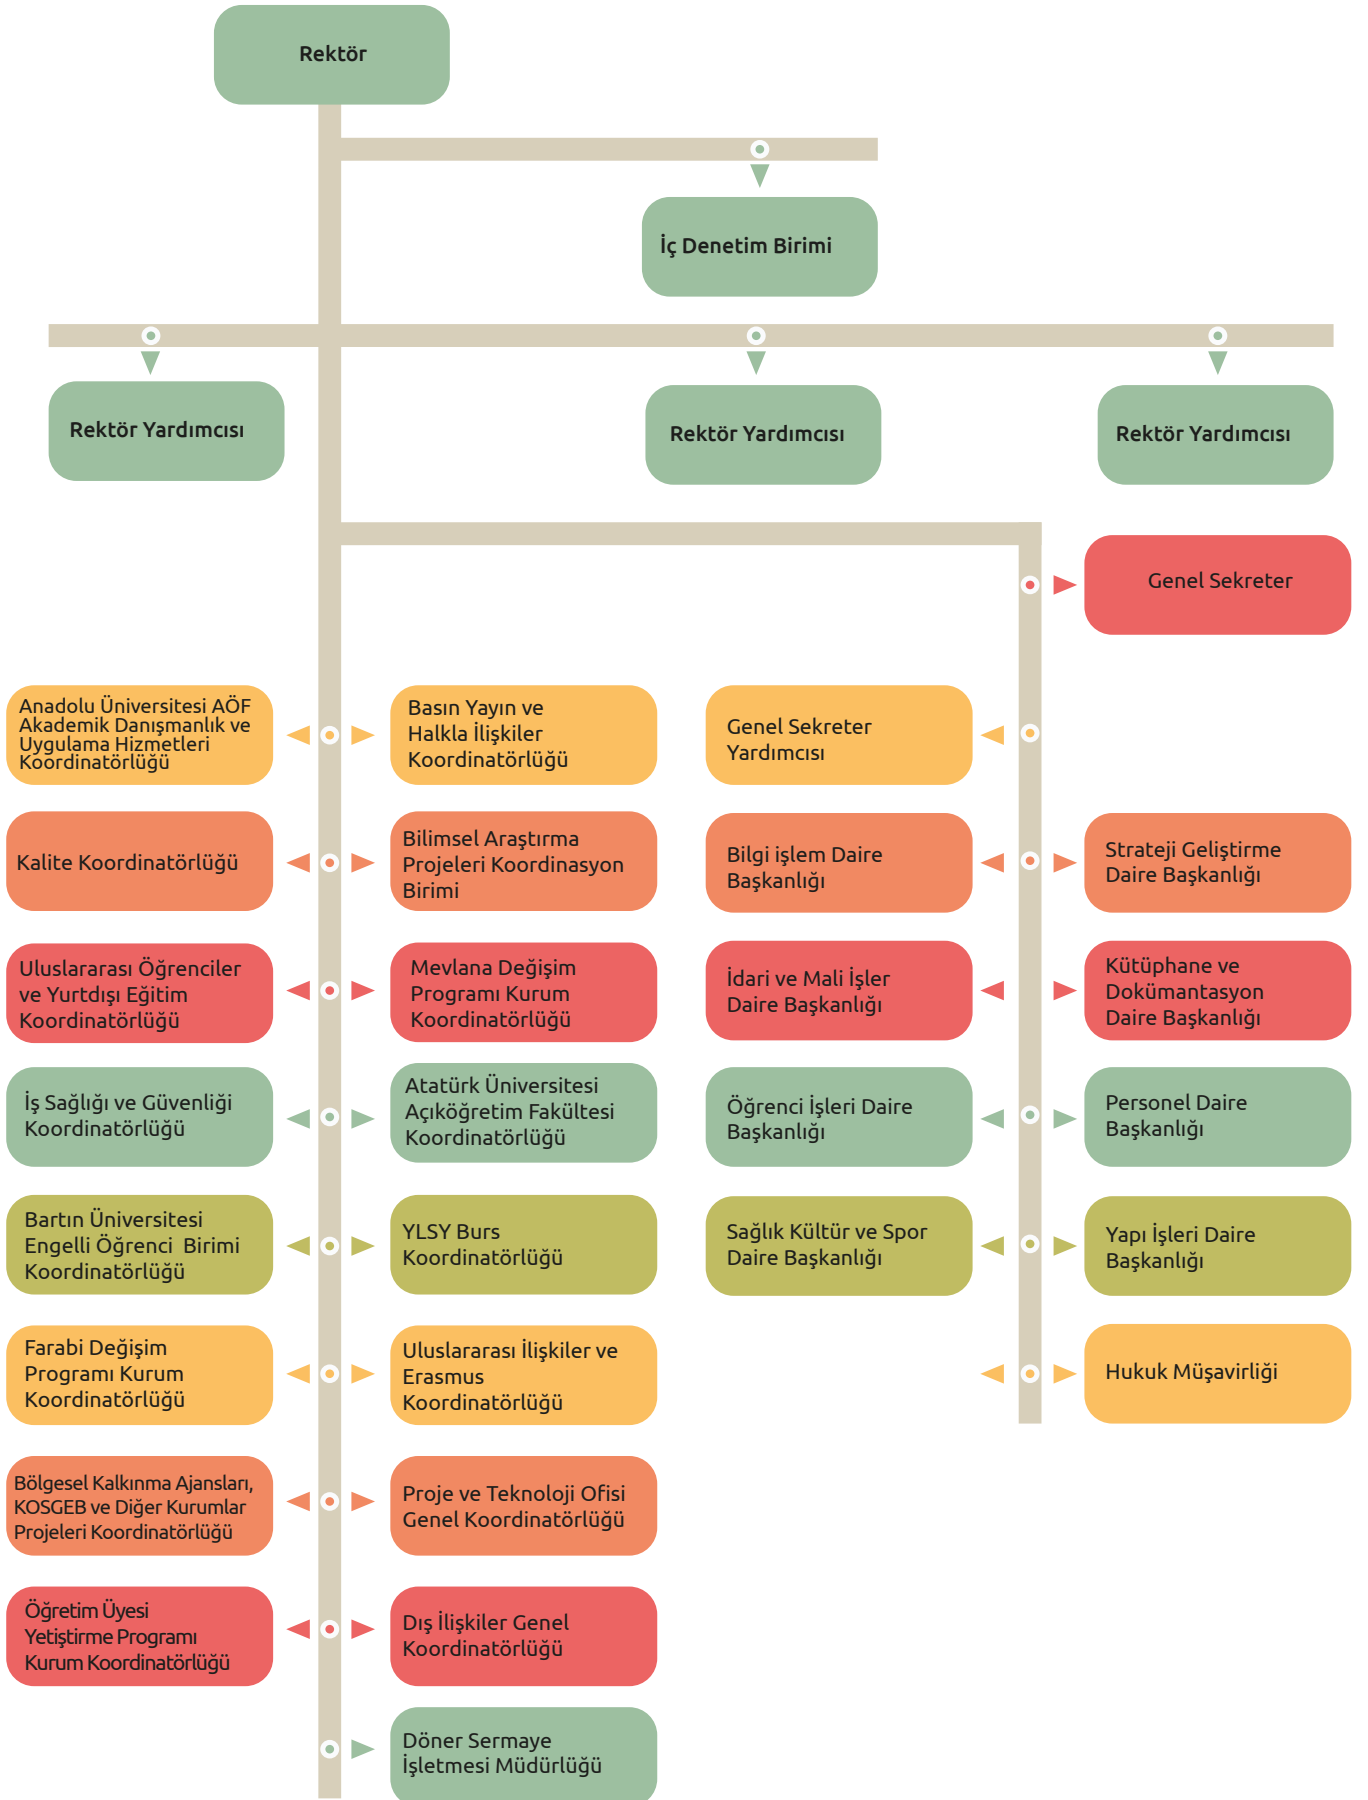 Rektör
İç Denetim Birimi
Rektör Yardımcısı
Rektör Yardımcısı
Rektör Yardımcısı
Genel Sekreter
Anadolu Üniversitesi AÖF
Akademik Danışmanlık ve
Uygulama Hizmetleri
Koordinatörlüğü
Basın Yayın ve
Halkla İlişkiler
Koordinatörlüğü
Genel Sekreter
Yardımcısı
Kalite Koordinatörlüğü
Bilimsel Araştırma
Projeleri Koordinasyon
Birimi
Bilgi işlem Daire
Başkanlığı
Strateji Geliştirme
Daire Başkanlığı
Uluslararası Öğrenciler
ve Yurtdışı Eğitim
Koordinatörlüğü
Mevlana Değişim
Programı Kurum
Koordinatörlüğü
İdari ve Mali İşler
Daire Başkanlığı
Kütüphane ve
Dokümantasyon
Daire Başkanlığı
İş Sağlığı ve Güvenliği
Koordinatörlüğü
Atatürk Üniversitesi
Açıköğretim Fakültesi
Koordinatörlüğü
Öğrenci İşleri Daire
Başkanlığı
Personel Daire
Başkanlığı
Bartın Üniversitesi
Engelli Öğrenci Birimi
Koordinatörlüğü
YLSY Burs
Koordinatörlüğü
Sağlık Kültür ve Spor
Daire Başkanlığı
Yapı İşleri Daire
Başkanlığı
Farabi Değişim
Programı Kurum
Koordinatörlüğü
Uluslararası İlişkiler ve
Erasmus
Koordinatörlüğü
Hukuk Müşavirliği
Bölgesel Kalkınma Ajansları,
KOSGEB ve Diğer Kurumlar
Projeleri Koordinatörlüğü
Proje ve Teknoloji Ofisi
Genel Koordinatörlüğü
Öğretim Üyesi
Yetiştirme Programı
Kurum Koordinatörlüğü
Dış İlişkiler Genel
Koordinatörlüğü
Döner Sermaye
İşletmesi Müdürlüğü